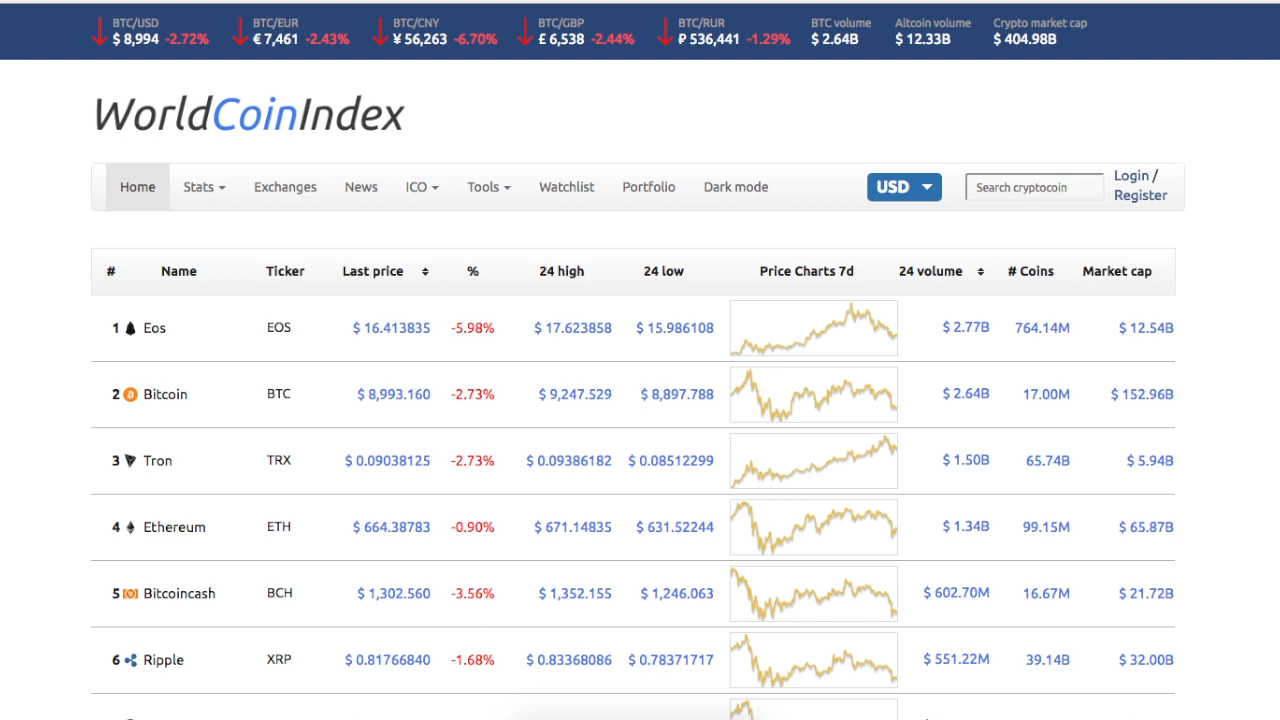 BTC/USD BTC/EUR BTC/CNY BTC/GBP BTC/RUR BTC volume Altcoin volume Crypto market cap
$ 8,994 -2.72% € 7,461 -2.43% ¥ 56,263 -6.70% £ 6,538 -2.44% ₽ 536,441 -1.29% $ 2.64B $ 12.33B $ 404.98B
WorldCoinIndex
Home Stats Exchanges News ICO Tools Watchlist Portfolio Dark mode USD Search cryptocoin Login /
Register
# Name Ticker Last price % 24 high 24 low Price Charts 7d 24 volume # Coins Market cap
1 Eos EOS $ 16.413835 -5.98% $ 17.623858 $ 15.986108 $ 2.77B 764.14M $ 12.54B
2 Bitcoin BTC $ 8,993.160 -2.73% $ 9,247.529 $ 8,897.788 $ 2.64B 17.00M $ 152.96B
3 Tron TRX $ 0.09038125 -2.73% $ 0.09386182 $ 0.08512299 $ 1.50B 65.74B $ 5.94B
4 Ethereum ETH $ 664.38783 -0.90% $ 671.14835 $ 631.52244 $ 1.34B 99.15M $ 65.87B
5 Bitcoincash BCH $ 1,302.560 -3.56% $ 1,352.155 $ 1,246.063 $ 602.70M 16.67M $ 21.72B
6 Ripple XRP $ 0.81766840 -1.68% $ 0.83368086 $ 0.78371717 $ 551.22M 39.14B $ 32.00B